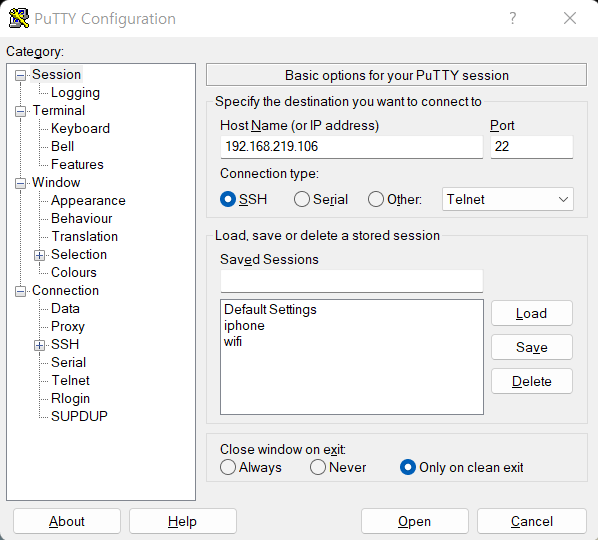 PuTTY Configuration
?
Category:
Session
Logging
Terminal
Keyboard
Bell
Features
Window
Appearance
Behaviour
Translation
Selection
Colours
Connection
Data
Proxy
SSH
Serial
Telnet
Rlogin
SUPDUP
Basic options for your PuTTY session
Specify the destination you want to connect to
Host Name (or IP address) Port
192.168.219.106 22
Connection type:
SSH Serial Other: Telnet
Load, save or delete a stored session
Saved Sessions
Default Settings
iphone
wifi
Load
Save
Delete
Close window on exit:
Always Never Only on clean exit
About Help Open Cancel